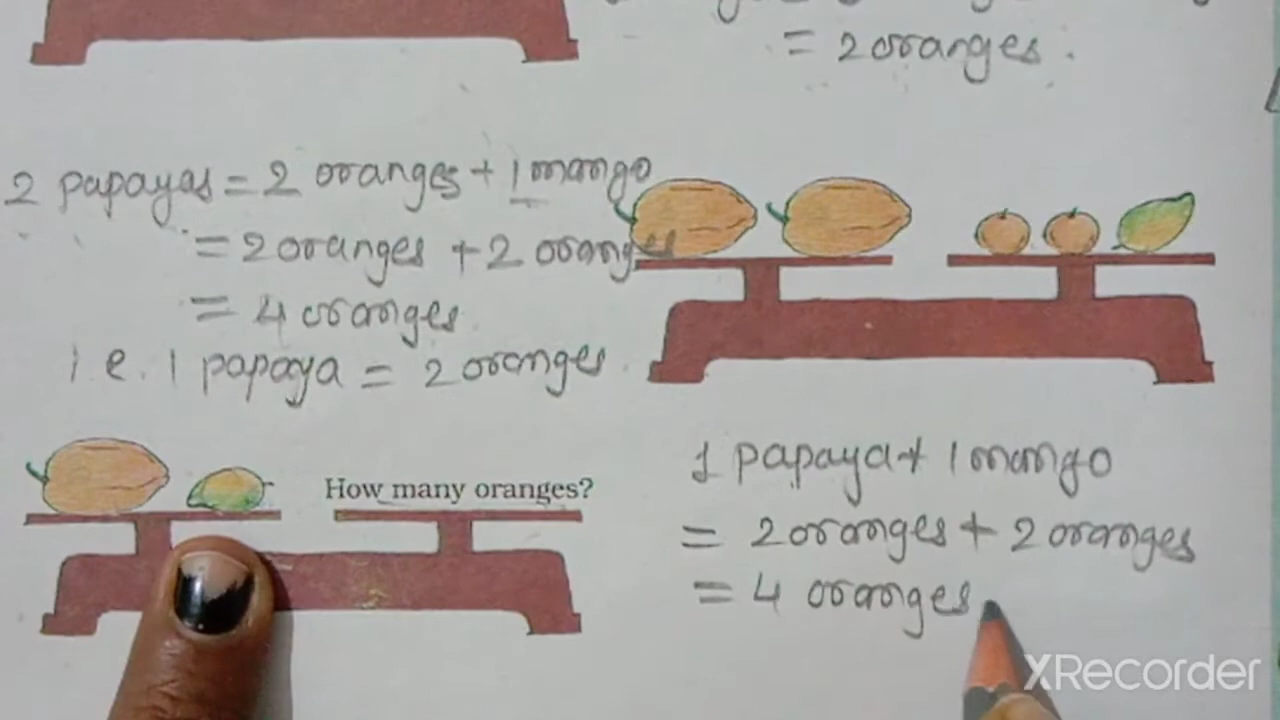 = 2 oranges.
2 papayas = 2 oranges + 1 mango
= 2 oranges + 2 oranges
= 4 oranges
i e. 1 papaya = 2 oranges.
How many oranges?
1 papaya + 1 mango
= 2 oranges + 2 oranges
= 4 oranges
XRecorder